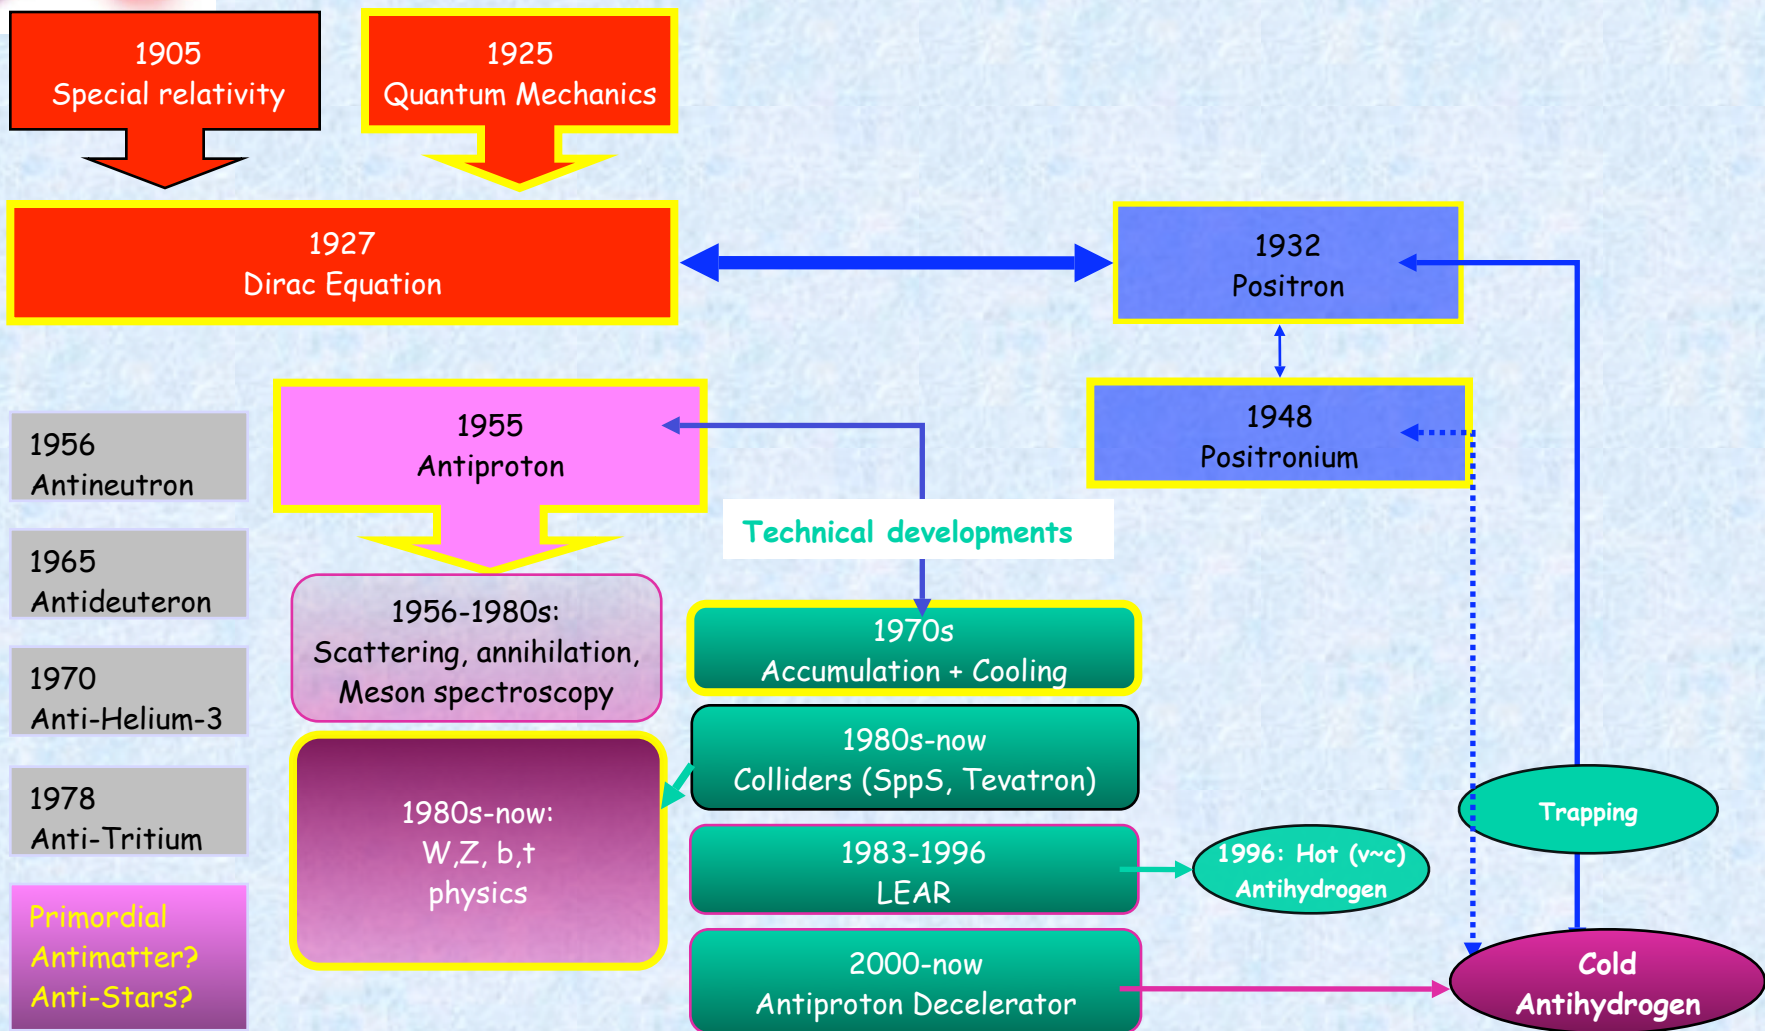 1905
Special relativity
1925
Quantum Mechanics
1927
Dirac Equation
1932
Positron
1948
Positronium
1955
Antiproton
1956
Antineutron
1965
Antideuteron
1970
Anti-Helium-3
1978
Anti-Tritium
Primordial
Antimatter?
Anti-Stars?
Technical developments
1956-1980s:
Scattering, annihilation,
Meson spectroscopy
1980s-now:
W,Z, b,t
physics
1970s
Accumulation + Cooling
1980s-now
Colliders (SppS, Tevatron)
1983-1996
LEAR
2000-now
Antiproton Decelerator
1996: Hot (v~c)
Antihydrogen
Trapping
Cold
Antihydrogen